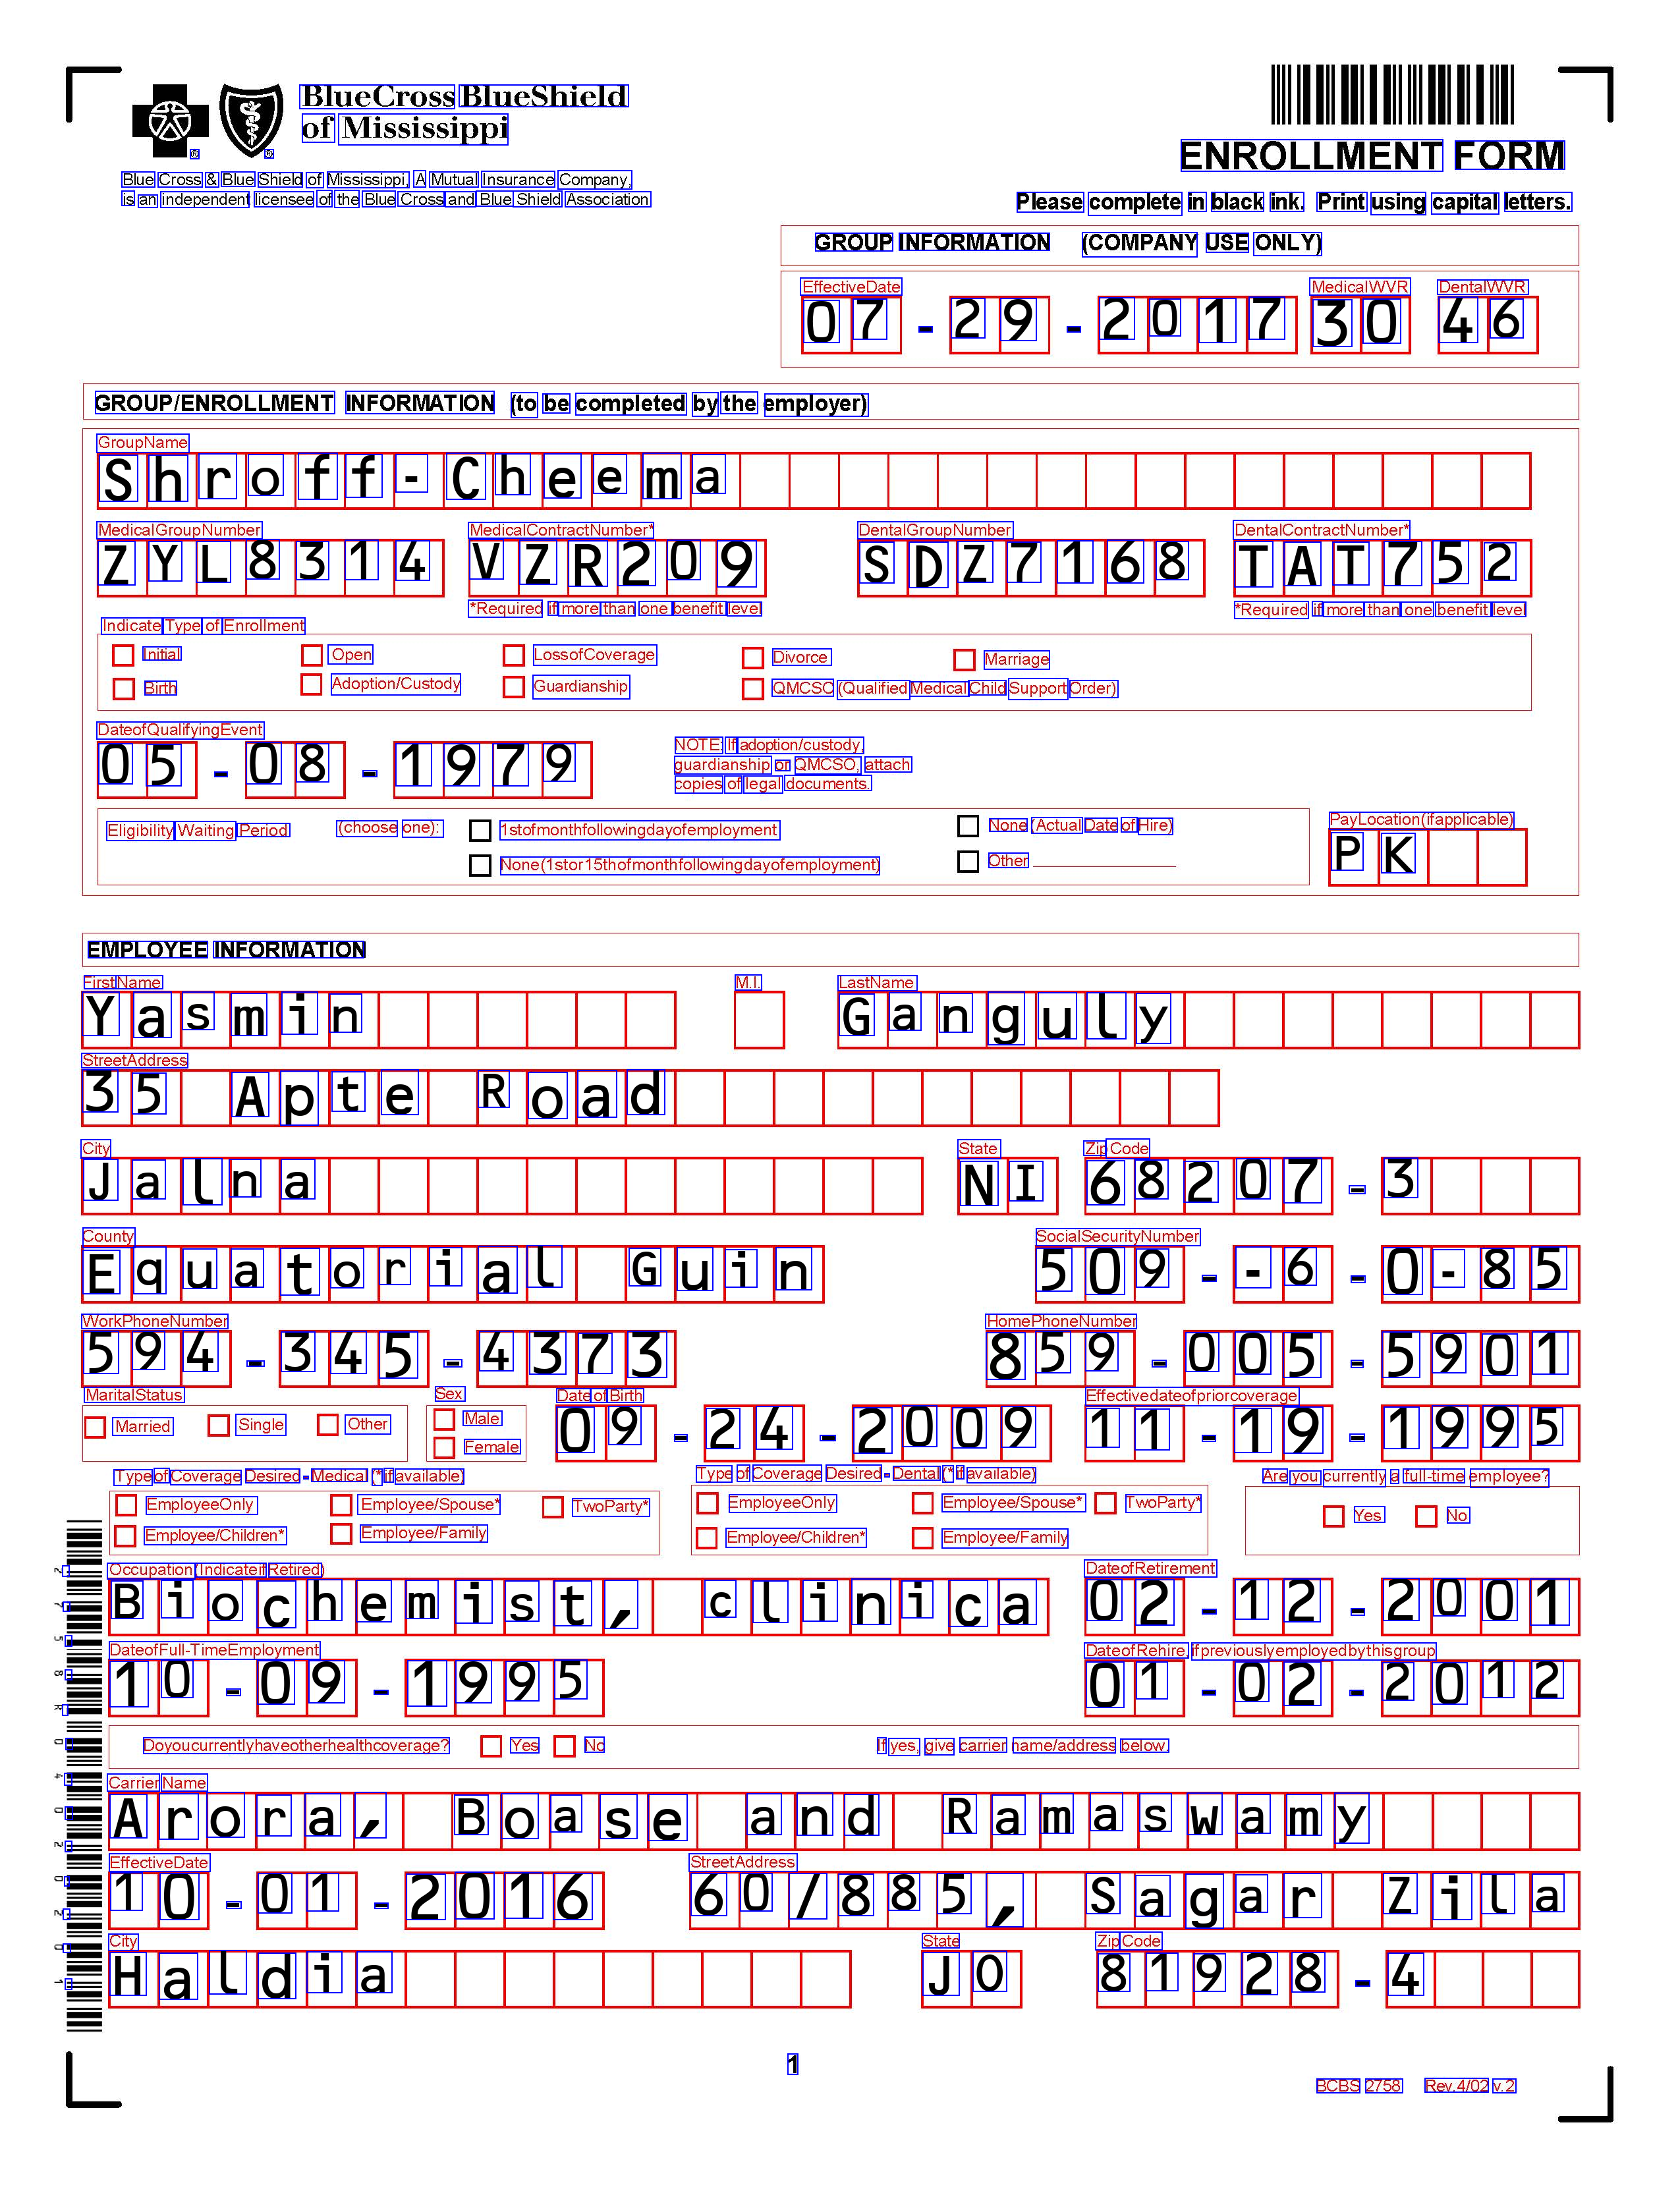 BlueCross BlueShield
of Mississippi
® ®
Blue Cross & Blue Shield of Mississippi, A Mutual Insurance Company,
is an independent licensee of the Blue Cross and Blue Shield Association
ENROLLMENT FORM
Please complete in black ink. Print using capital letters.
GROUP INFORMATION (COMPANY USE ONLY)
EffectiveDate MedicalWVR DentalWVR
07-29-2017 30 46
GROUP/ENROLLMENT INFORMATION (to be completed by the employer)
GroupName
Shroff-Cheema
MedicalGroupNumber MedicalContractNumber* DentalGroupNumber DentalContractNumber*
ZYL8314 VZR209 SDZ7168 TAT752
*Required if more than one benefit level *Required if more than one benefit level
Indicate Type of Enrollment
Initial Open LossofCoverage Divorce Marriage
Birth Adoption/Custody Guardianship QMCSO (Qualified Medical Child Support Order)
DateofQualifyingEvent
05-08-1979
NOTE: If adoption/custody,
guardianship or QMCSO, attach
copies of legal documents.
Eligibility Waiting Period (choose one): 1stofmonthfollowingdayofemployment None (Actual Date of Hire)
None(1stor15thofmonthfollowingdayofemployment) Other
PayLocation(ifapplicable)
PK
EMPLOYEE INFORMATION
FirstName M.I. LastName
Yasmin Gangully
StreetAddress
35 Apte Road
City State Zip Code
Jalna NI 68207-3
County SocialSecurityNumber
Equatorial Guin 509--6-0-85
WorkPhoneNumber HomePhoneNumber
594-345-4373 859-005-5901
MaritalStatus Sex Date of Birth Effectivedateofpriorcoverage
Married Single Other Male Female 09-24-2009 11-19-1995
Type of Coverage Desired - Medical (* if available) Type of Coverage Desired - Dental (* if available) Are you currently a full-time employee?
EmployeeOnly Employee/Spouse* TwoParty* EmployeeOnly Employee/Spouse* TwoParty* Yes No
Employee/Children* Employee/Family Employee/Children* Employee/Family
Occupation (Indicate if Retired) DateofRetirement
Biochemist, clinica 02-12-2001
DateofFull-TimeEmployment DateofRehire, ifpreviouslyemployedbythisgroup
10-09-1995 01-02-2012
Doyoucurrentlyhaveotherhealthcoverage? Yes No If yes, give carrier name/address below.
Carrier Name
Arora, Boase and Ramaswamy
EffectiveDate StreetAddress
10-01-2016 60/885, Sagar Zila
City State Zip Code
Haldia JO 81928-4
1
BCBS 2758 Rev.4/02 v.2